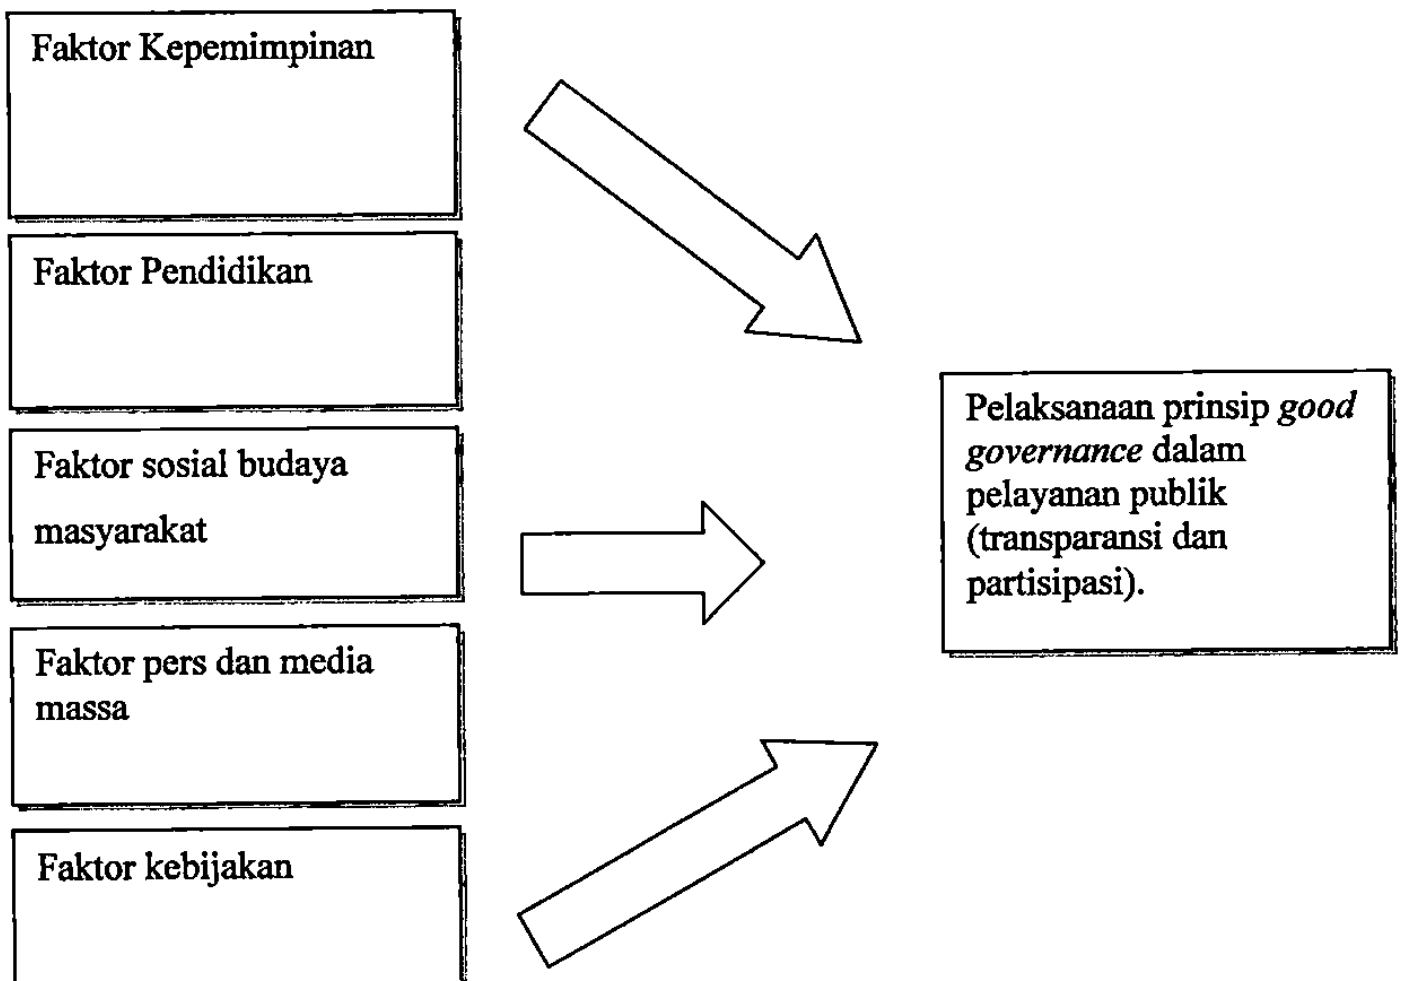 Faktor Kepemimpinan
Faktor Pendidikan
Faktor sosial budaya
masyarakat
Faktor pers dan media
massa
Faktor kebijakan
Pelaksanaan prinsip good
governance dalam
pelayanan publik
(transparansi dan
partisipasi).